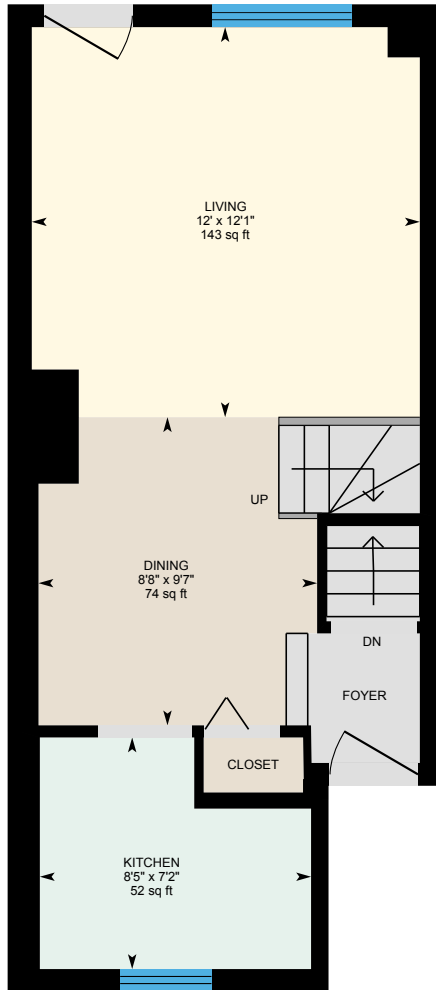 LIVING
12' x 12'1"
143 sq ft
UP
DINING
8'8" x 9'7"
74 sq ft
DN
FOYER
CLOSET
KITCHEN
8'5" x 7'2"
52 sq ft